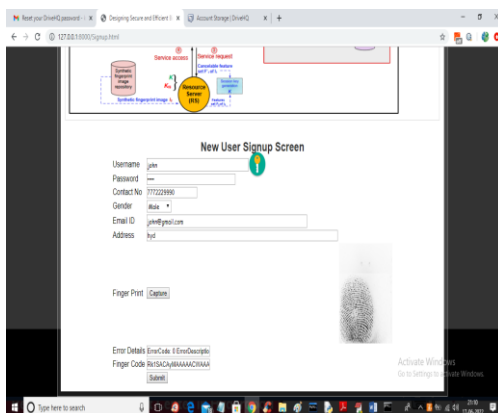 Reset your DriveHQ password - 
Designing Secure and Efficient B
Account Storage | DriveHQ
127.0.0.1:8000/Signup.html
Service access
Service request
Synthetic
fingerprint
image
repository
Resource
Server
(RS)
Synthetic fingerprint image
New User Signup Screen
Username john
Password
Contact No 7772229990
Gender Male
Email ID john@gmail.com
Address hyd
Finger Print Capture
Error Details ErrorCode: 0 ErrorDescriptio
Finger Code
Submit
Activate Windows
Go to Settings to activate Windows.
Type here to search
21:10